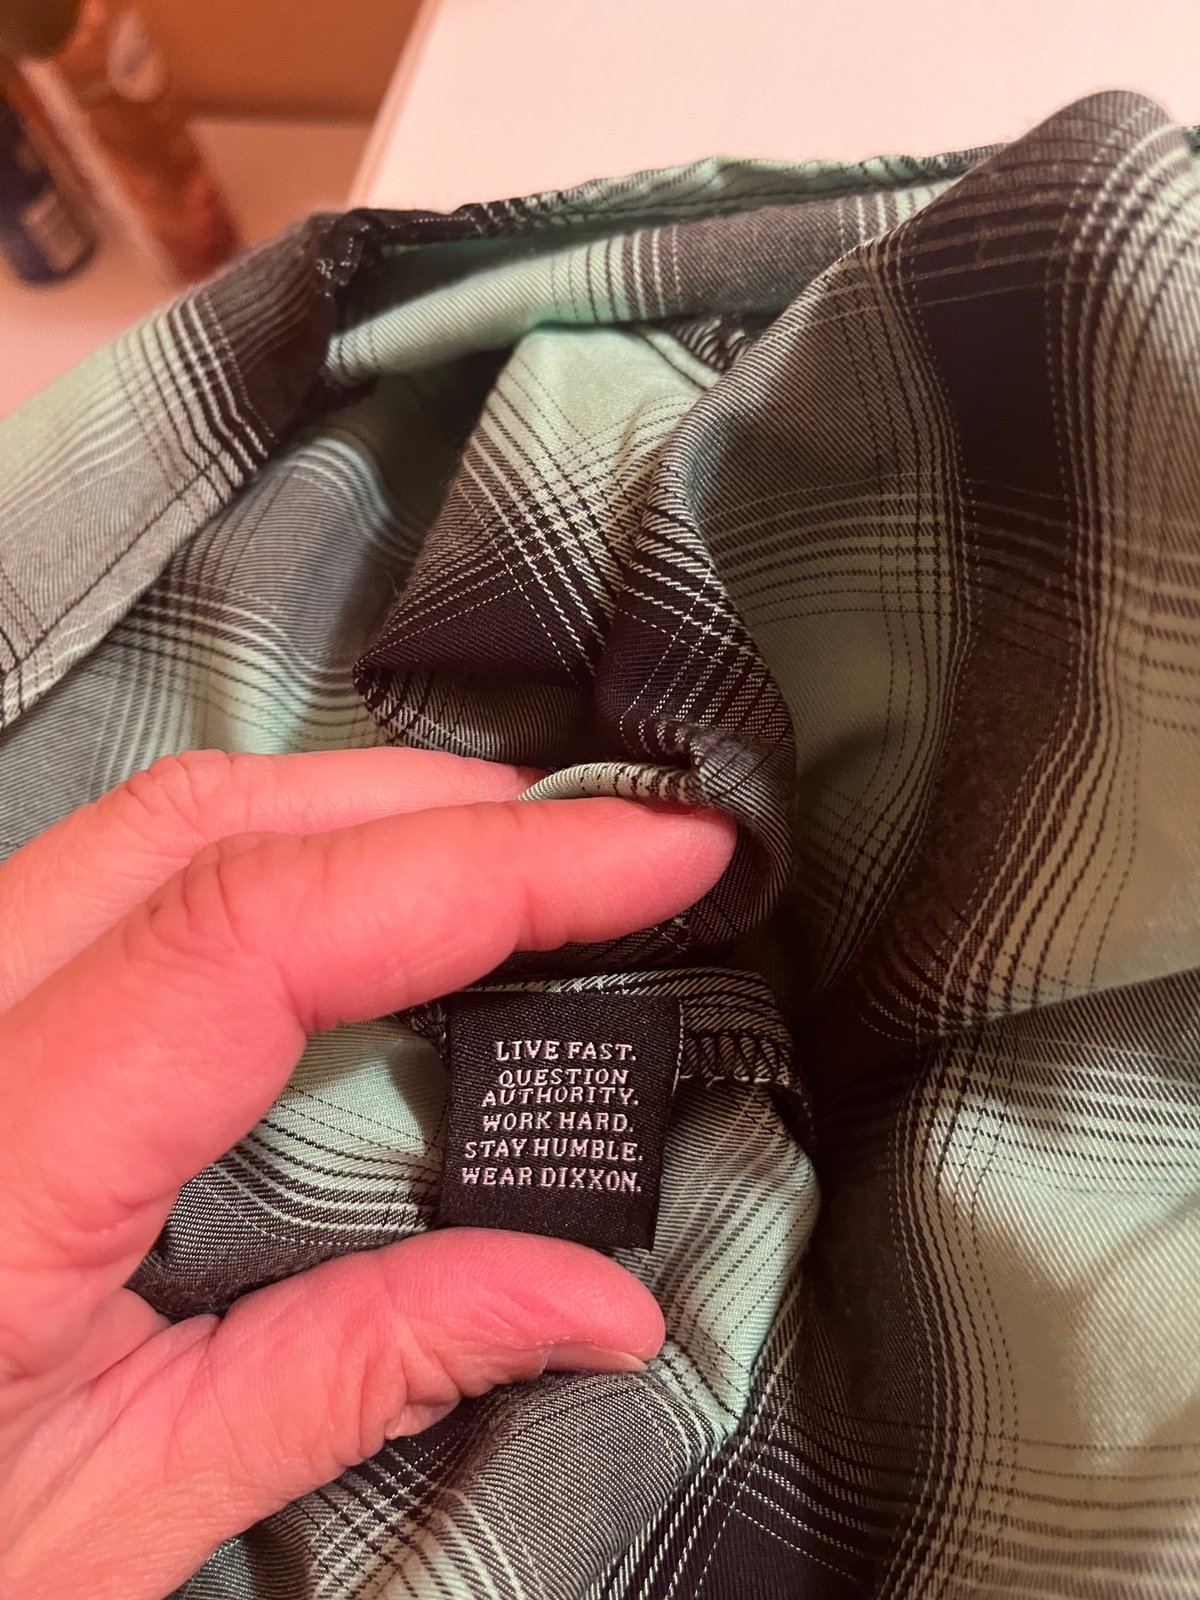 LIVE FAST.
QUESTION
AUTHORITY.
WORK HARD.
STAY HUMBLE.
WEAR DIXXON.